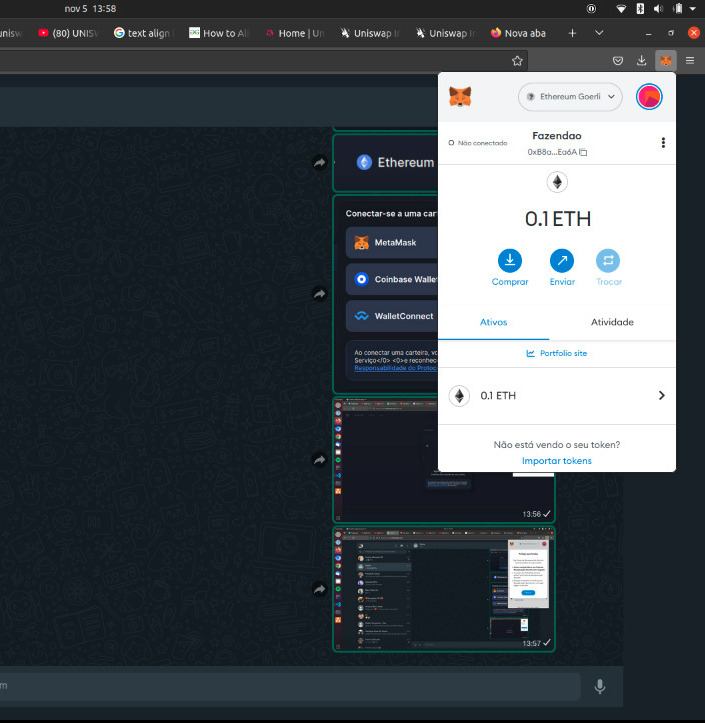 nov 5 13:58
(80) UNISW
text align
How to Ali
Home | Un
Uniswap In
Uniswap In
Nova aba
Ethereum Goerli
Não conectado
Fazendao
0xB8a...Ea6A
0.1 ETH
Comprar
Enviar
Trocar
Ativos
Atividade
Portfolio site
0.1 ETH
Não está vendo o seu token?
Importar tokens
Ethereum
Conectar-se a uma cart
MetaMask
Coinbase Wallet
WalletConnect
Ao conectar uma carteira, vo
Serviço</0> <0>e reconhec
Responsabilidade do Protoc
13:56
13:57